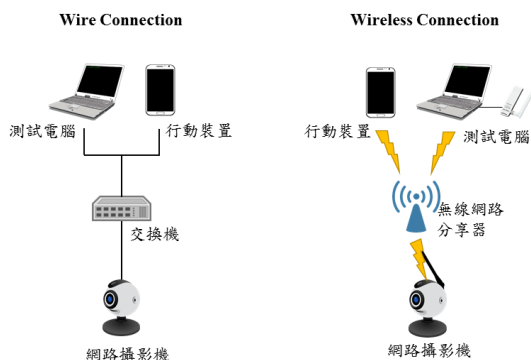 Wire Connection
測試電腦
行動裝置
交換機
網路攝影機
Wireless Connection
行動裝置
測試電腦
無線網路
分享器
網路攝影機